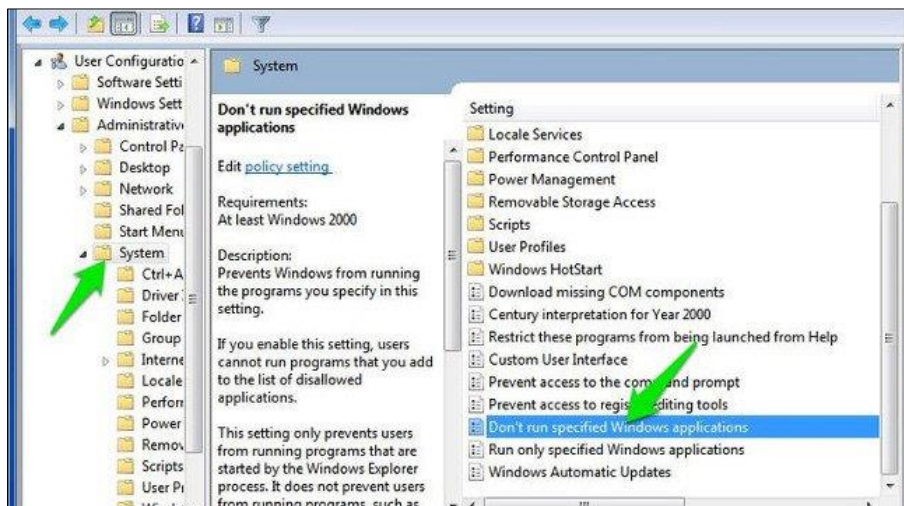 User Configuratio
Software Setti
Windows Sett
Administrativ
Control Pa
Desktop
Network
Shared Fol
Start Menu
System
Ctrl+A
Driver
Folder
Group
Interne
Locale
Perforr
Power
Remov
Scripts
User Pr
System
Don't run specified Windows
applications
Edit policy setting
Requirements:
At least Windows 2000
Description:
Prevents Windows from running
the programs you specify in this
setting.
If you enable this setting, users
cannot run programs that you add
to the list of disallowed
applications.
This setting only prevents users
from running programs that are
started by the Windows Explorer
process. It does not prevent users
from running programs, such as
Setting
Locale Services
Performance Control Panel
Power Management
Removable Storage Access
Scripts
User Profiles
Windows HotStart
Download missing COM components
Century interpretation for Year 2000
Restrict these programs from being launched from Help
Custom User Interface
Prevent access to the command prompt
Prevent access to registry editing tools
Don't run specified Windows applications
Run only specified Windows applications
Windows Automatic Updates